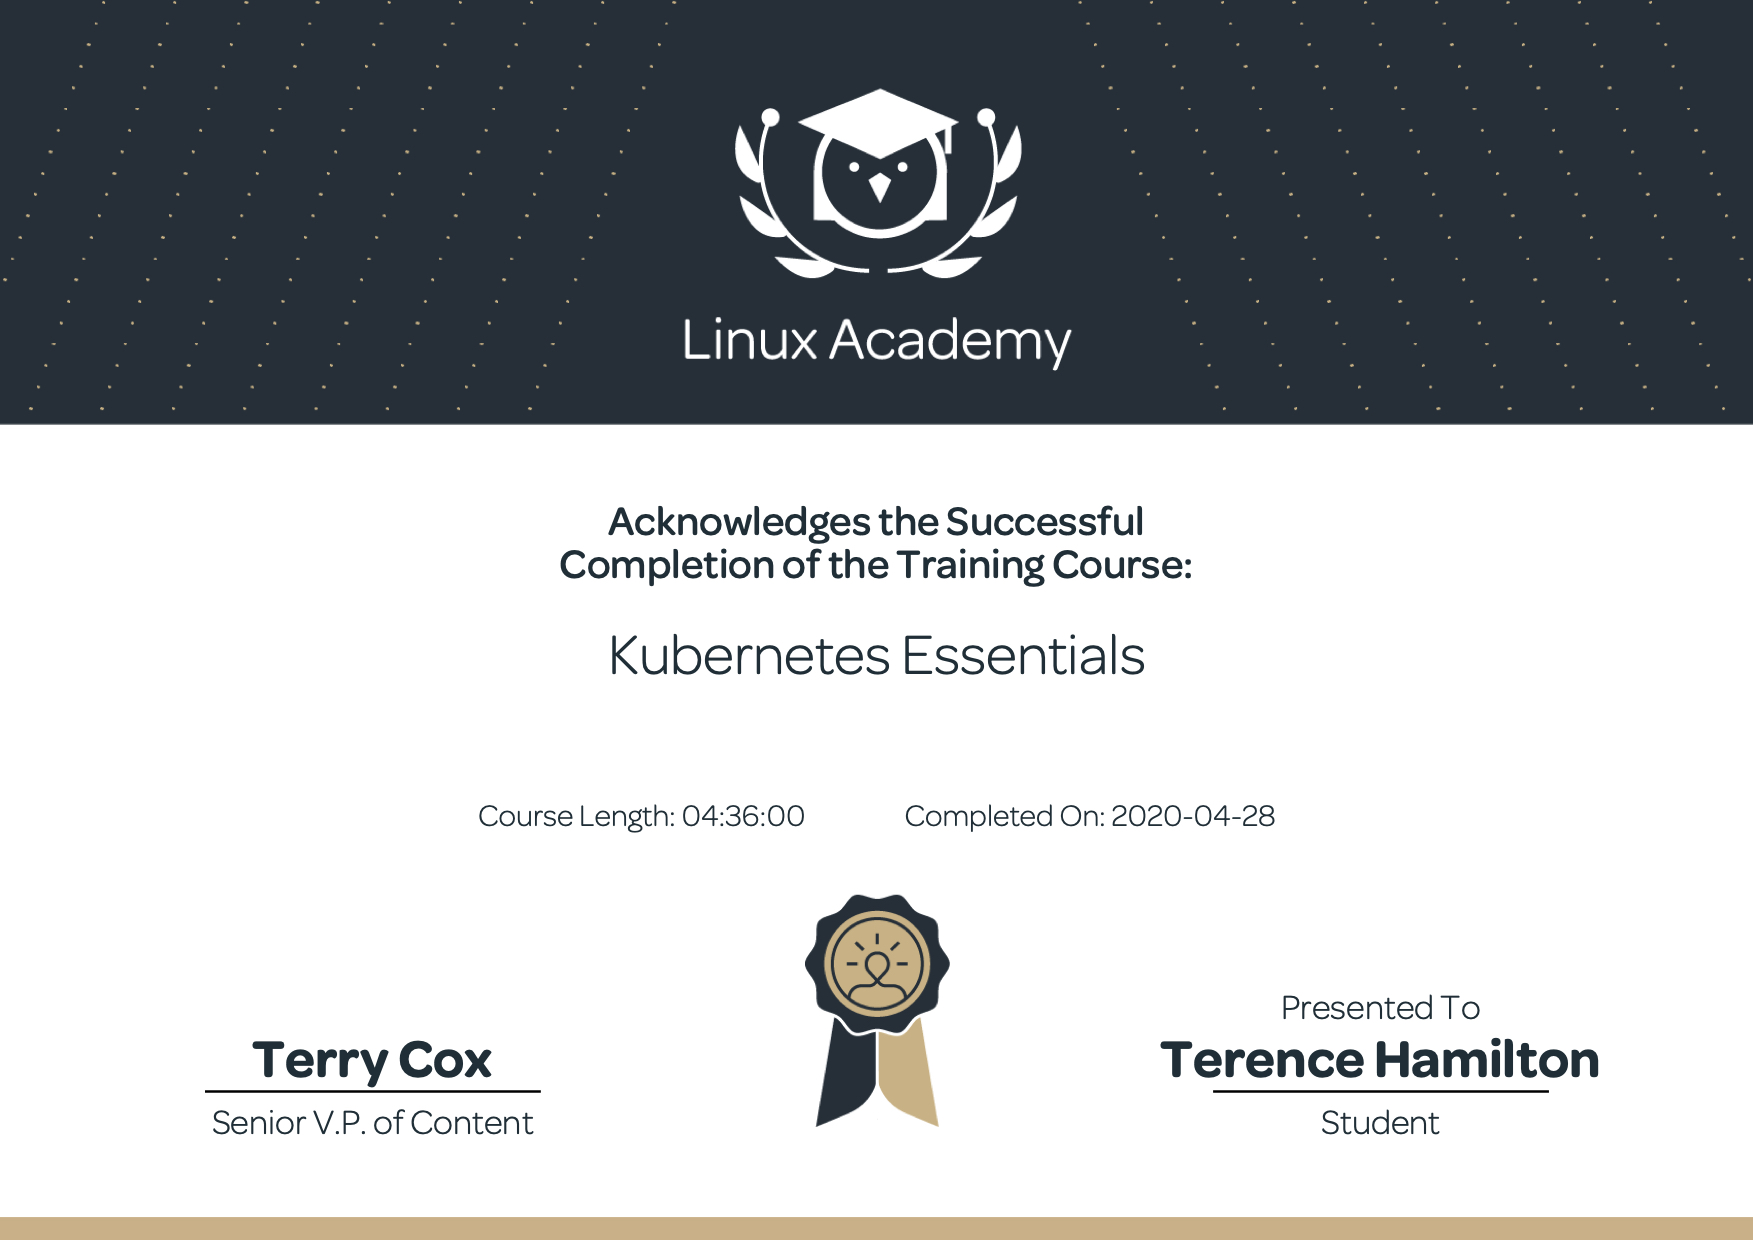 Linux Academy
Acknowledges the Successful
Completion of the Training Course:
Kubernetes Essentials
Course Length: 04:36:00
Completed On: 2020-04-28
Terry Cox
Senior V.P. of Content
Presented To
Terence Hamilton
Student